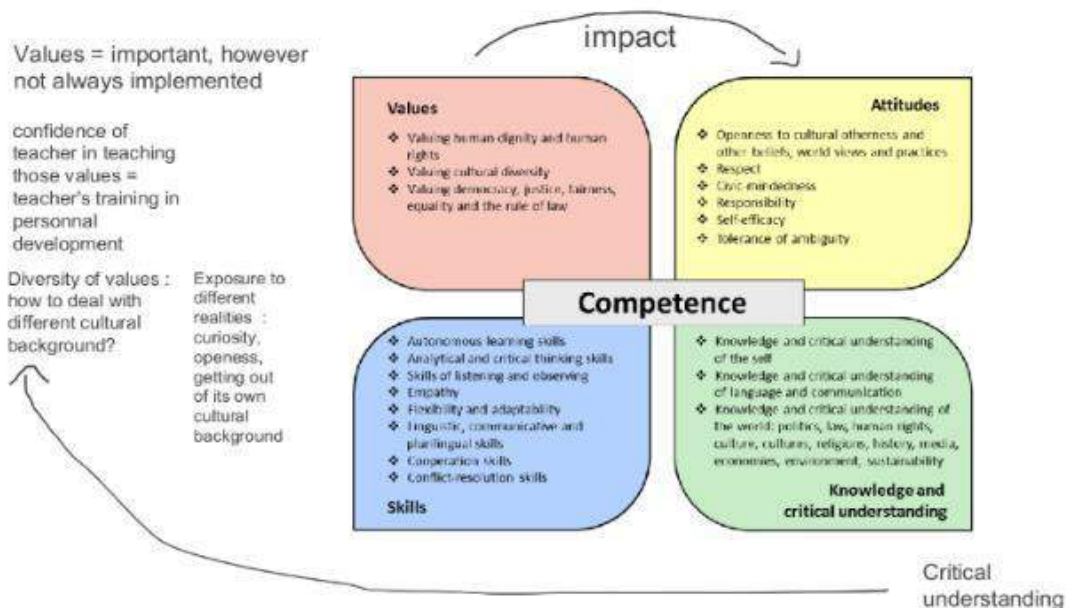 impact
Values = important, however
not always implemented
confidence of
teacher in teaching
those values =
teacher's training in
personnal
development
Diversity of values :
how to deal with
different cultural
background?
Exposure to
different
realities :
curiosity,
openess,
getting out
of its own
cultural
background
Values
❖ Valuing human dignity and human
rights
❖ Valuing cultural diversity
❖ Valuing democracy, justice, fairness,
equality and the rule of law
Attitudes
❖ Openness to cultural otherness and
other beliefs, world views and practices
❖ Respect
❖ Civic-mindedness
❖ Responsibility
❖ Self-efficacy
❖ Tolerance of ambiguity
Competence
❖ Autonomous learning skills
❖ Analytical and critical thinking skills
❖ Skills of listening and observing
❖ Empathy
❖ Flexibility and adaptability
❖ Linguistic, communicative and
plurilingual skills
❖ Cooperation skills
❖ Conflict-resolution skills
Skills
❖ Knowledge and critical understanding
of the self
❖ Knowledge and critical understanding
of language and communication
❖ Knowledge and critical understanding of
the world: politics, law, human rights,
culture, cultures, religions, history, media,
economies, environment, sustainability
Knowledge and
critical understanding
Critical
understanding